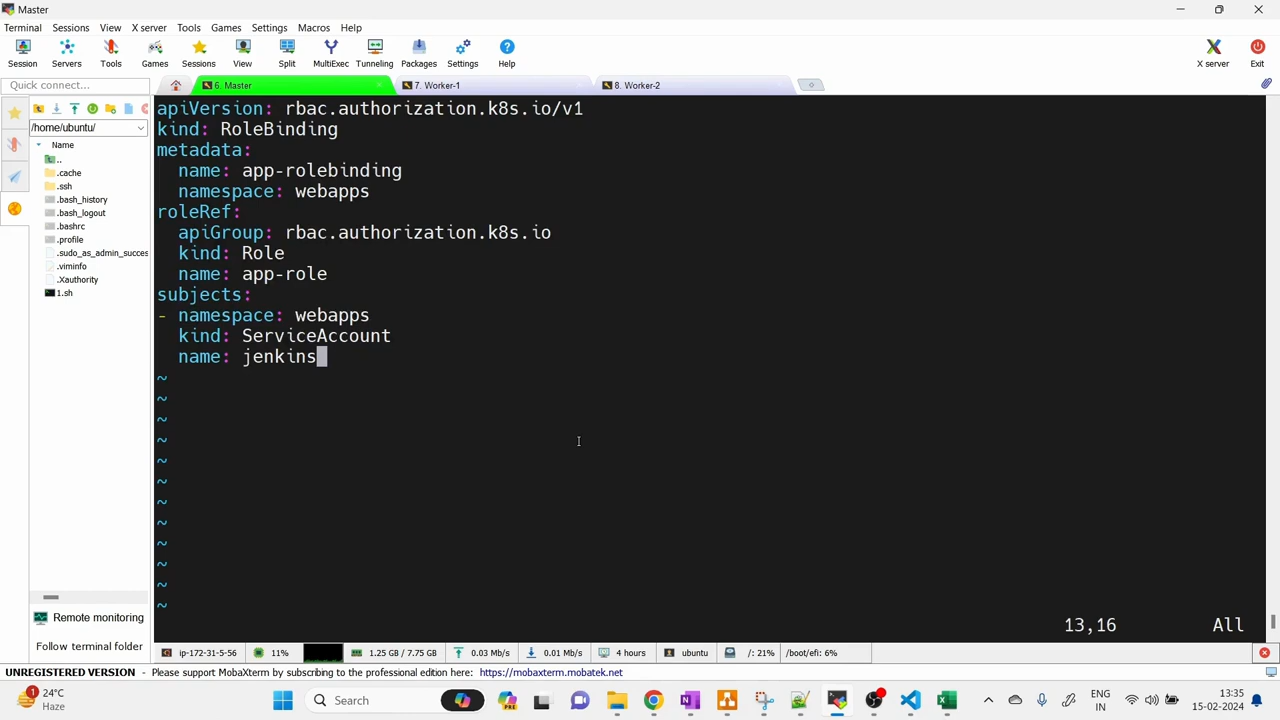 Master
Terminal Sessions View X server Tools Games Settings Macros Help
Session Servers Tools Games Sessions View Split MultiExec Tunneling Packages Settings Help X server Exit
Quick connect...
6. Master
7. Worker-1
8. Worker-2
/home/ubuntu/
Name
..
.cache
.ssh
.bash_history
.bash_logout
.bashrc
.profile
.sudo_as_admin_succes
.viminfo
.Xauthority
1.sh
Remote monitoring
Follow terminal folder
apiVersion: rbac.authorization.k8s.io/v1
kind: RoleBinding
metadata:
  name: app-rolebinding
  namespace: webapps
roleRef:
  apiGroup: rbac.authorization.k8s.io
  kind: Role
  name: app-role
subjects:
- namespace: webapps
  kind: ServiceAccount
  name: jenkins
~
~
~
~
~
~
~
~
~
~
~
~
13,16 All
ip-172-31-5-56 11% 1.25 GB / 7.75 GB 0.03 Mb/s 0.01 Mb/s 4 hours ubuntu /: 21% /boot/efi: 6%
UNREGISTERED VERSION - Please support MobaXterm by subscribing to the professional edition here: https://mobaxterm.mobatek.net
1
24°C
Haze
Search
PRE
ENG
IN
13:35
15-02-2024